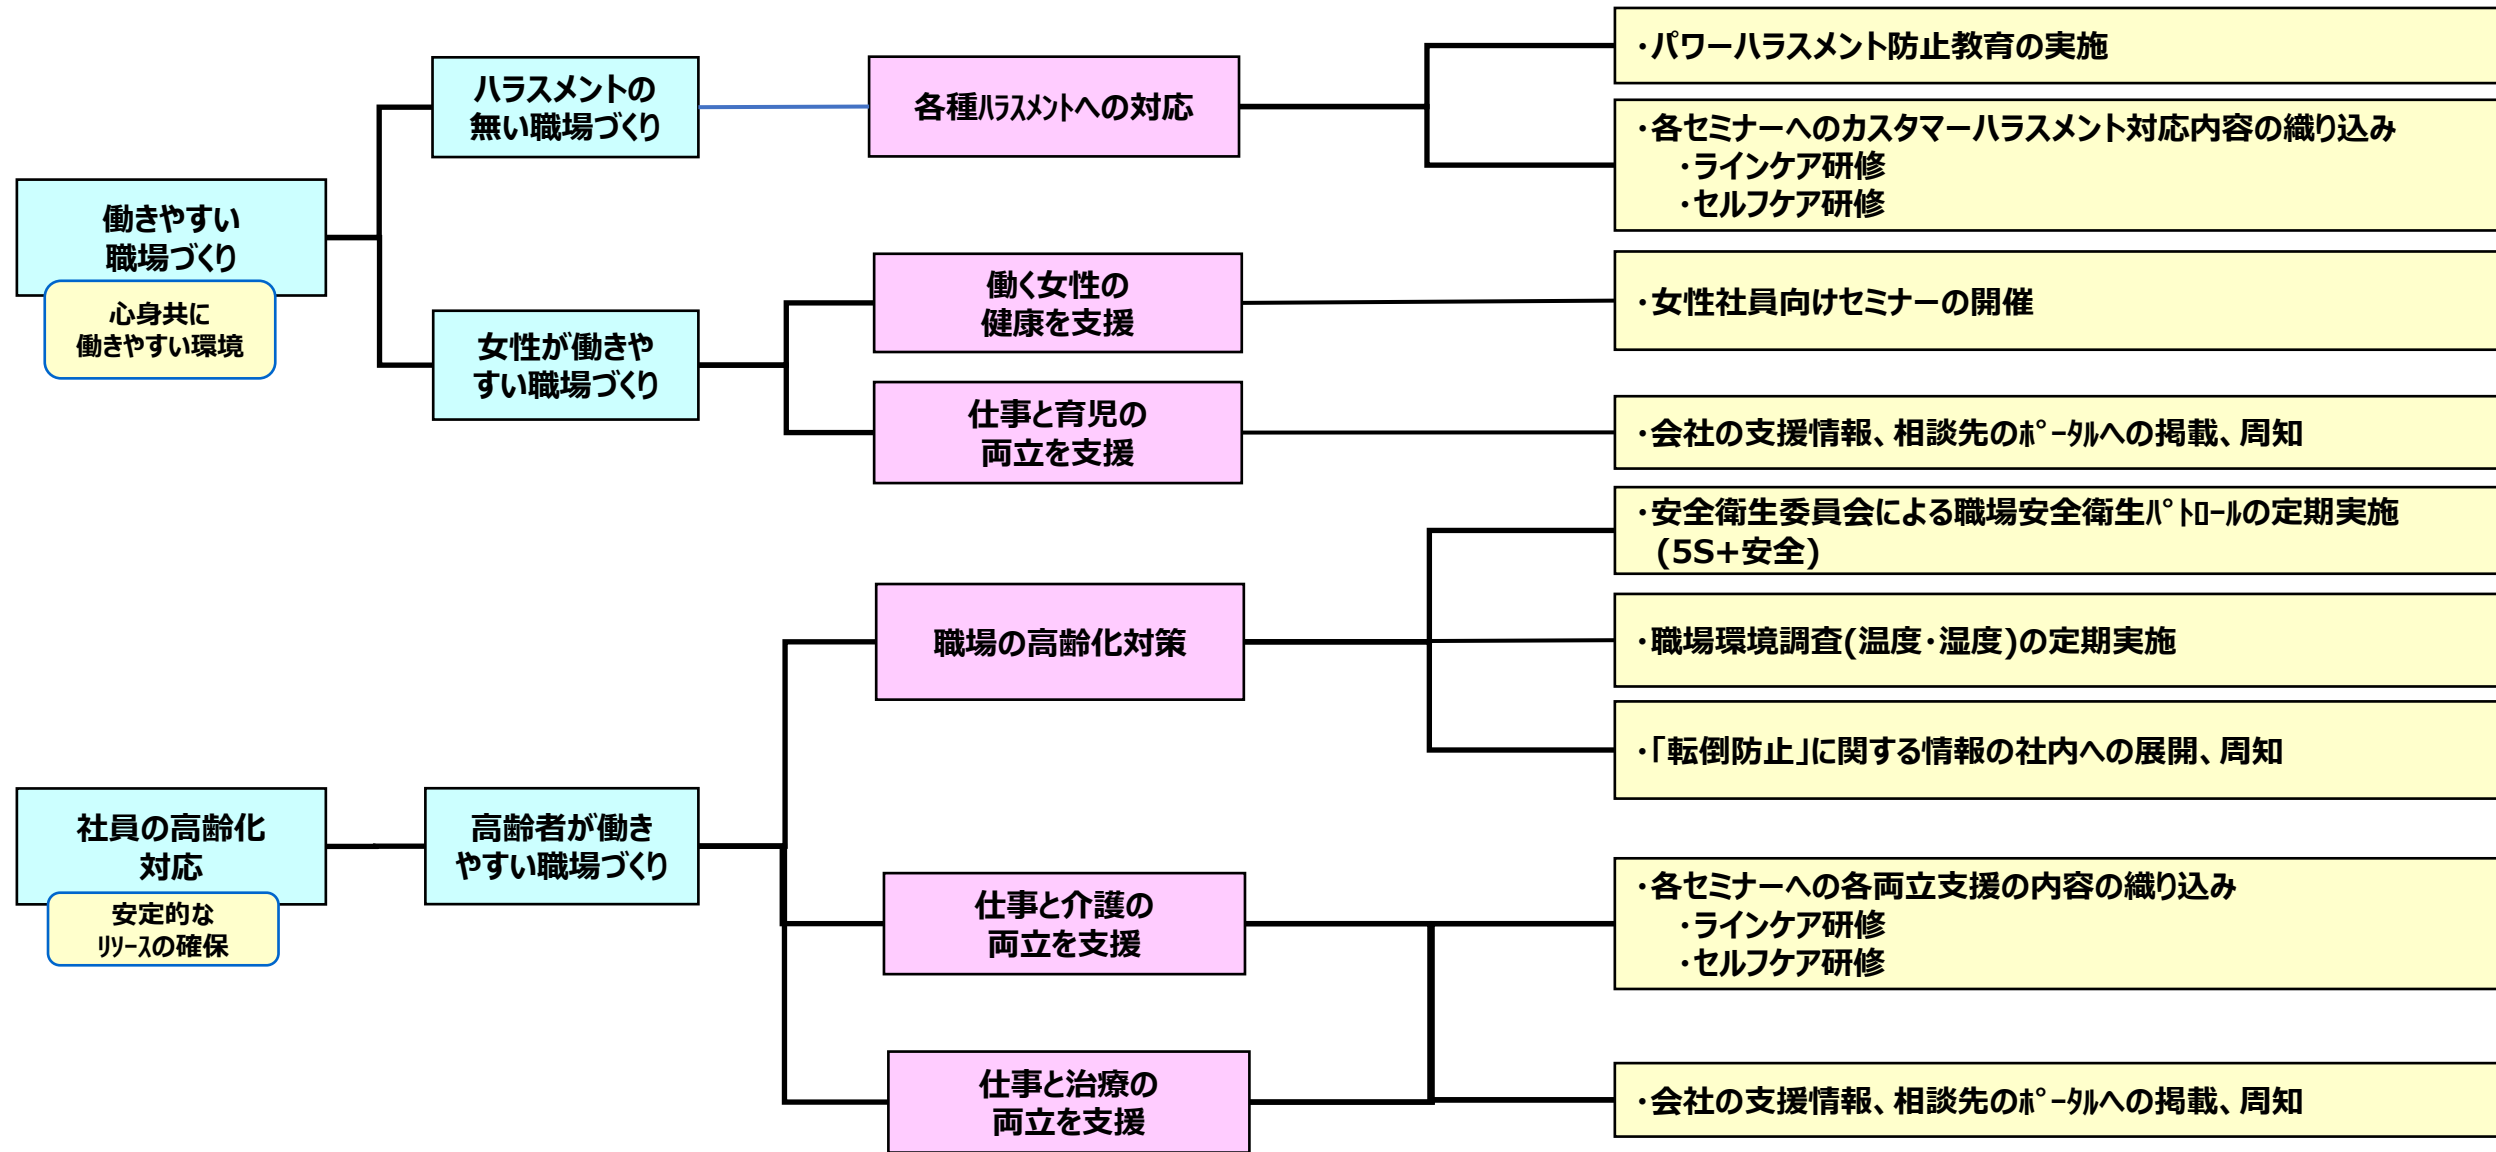 働きやすい
職場づくり
心身共に
働きやすい環境
ハラスメントの
無い職場づくり
各種ﾊﾗｽﾒﾝﾄへの対応
・パワーハラスメント防止教育の実施
・各セミナーへのカスタマーハラスメント対応内容の織り込み
・ラインケア研修
・セルフケア研修
女性が働きや
すい職場づくり
働く女性の
健康を支援
・女性社員向けセミナーの開催
仕事と育児の
両立を支援
・会社の支援情報、相談先のﾎﾟｰﾀﾙへの掲載、周知
社員の高齢化
対応
安定的な
ﾘｿｰｽの確保
高齢者が働き
やすい職場づくり
職場の高齢化対策
・安全衛生委員会による職場安全衛生ﾊﾟﾄﾛｰﾙの定期実施
(5S+安全)
・職場環境調査(温度・湿度)の定期実施
・「転倒防止」に関する情報の社内への展開、周知
仕事と介護の
両立を支援
・各セミナーへの各両立支援の内容の織り込み
・ラインケア研修
・セルフケア研修
仕事と治療の
両立を支援
・会社の支援情報、相談先のﾎﾟｰﾀﾙへの掲載、周知